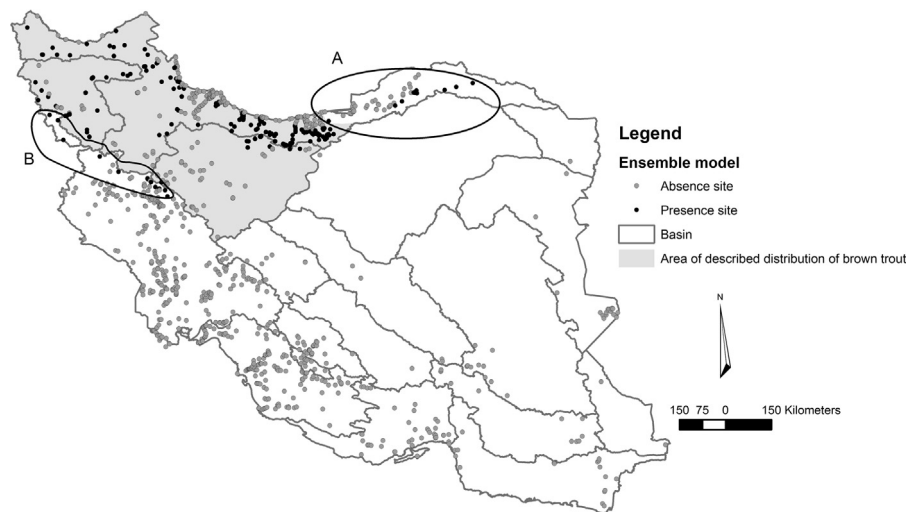 A
B
Legend
Ensemble model
Absence site
Presence site
Basin
Area of described distribution of brown trout
N
150 75 0 150 Kilometers